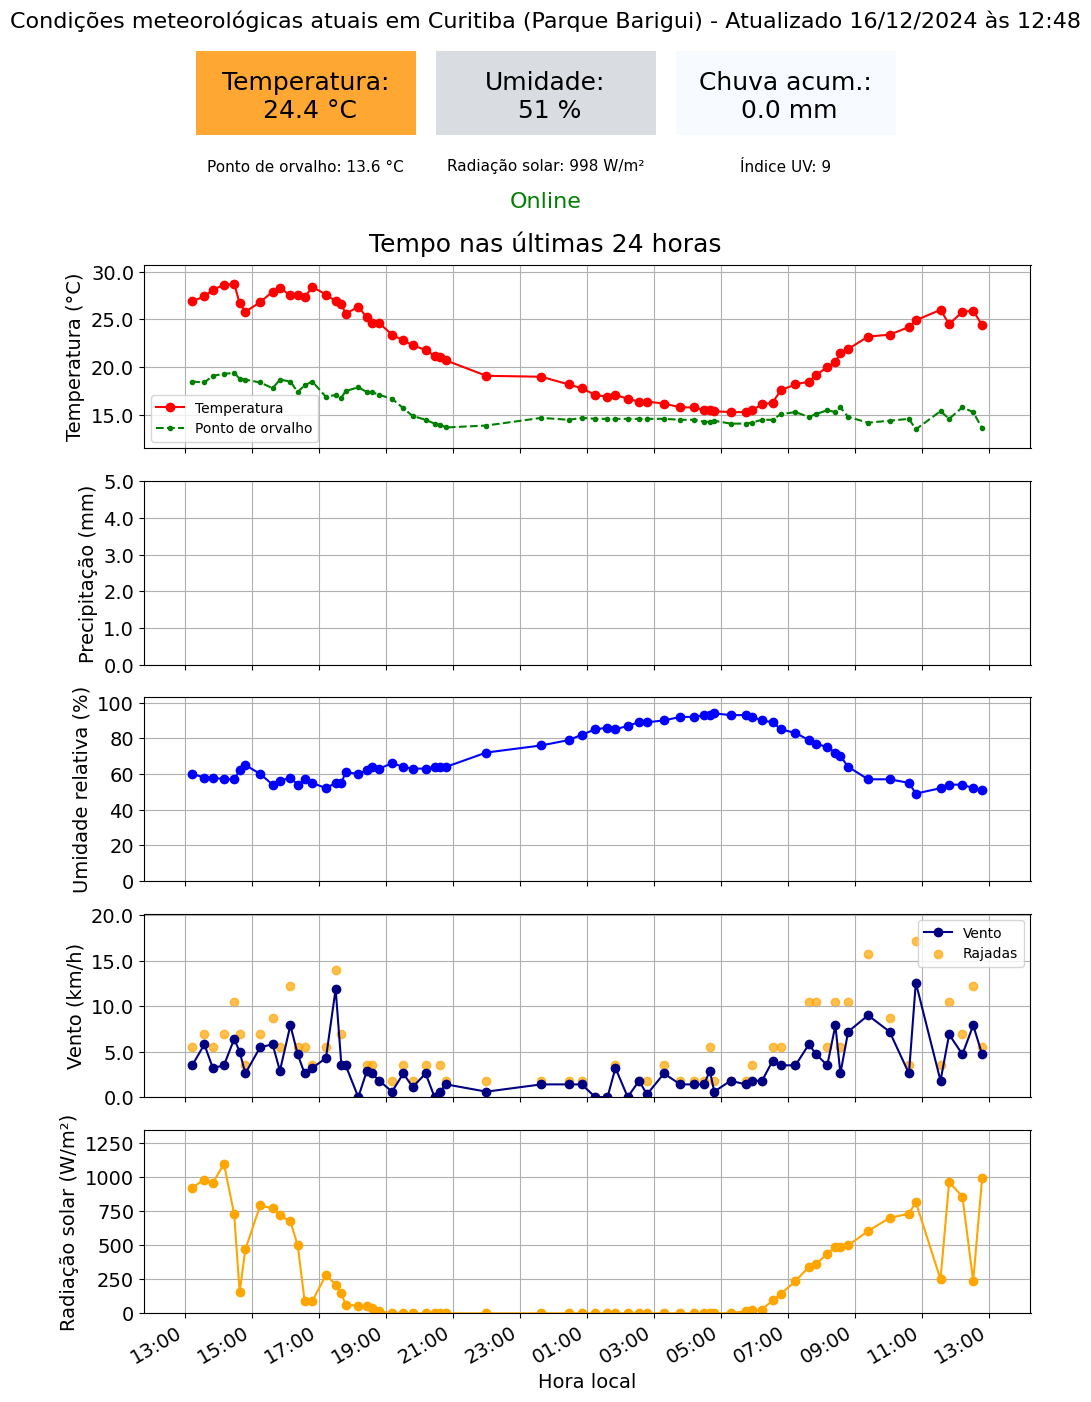 Condições meteorológicas atuais em Curitiba (Parque Barigui) - Atualizado 16/12/2024 às 12:48
Temperatura:
24.4 °C
Umidade:
51 %
Chuva acum.:
0.0 mm
Ponto de orvalho: 13.6 °C
Radiação solar: 998 W/m²
Índice UV: 9
Online
Tempo nas últimas 24 horas
Temperatura (°C)
30.0
25.0
20.0
15.0
Temperatura
Ponto de orvalho
Precipitação (mm)
5.0
4.0
3.0
2.0
1.0
0.0
Umidade relativa (%)
100
80
60
40
20
0
Vento (km/h)
20.0
15.0
10.0
5.0
0.0
Vento
Rajadas
Radiação solar (W/m²)
1250
1000
750
500
250
0
13:00
15:00
17:00
19:00
21:00
23:00
01:00
03:00
05:00
07:00
09:00
11:00
13:00
Hora local